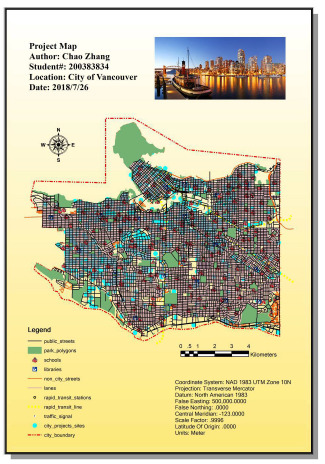 Project Map
Author: Chao Zhang
Student#: 200383834
Location: City of Vancouver
Date: 2018/7/26
N
W
E
S
Legend
public_streets
park_polygons
schools
libraries
non_city_streets
lanes
rapid_transit_stations
rapid_transit_line
traffic_signal
city_projects_sites
city_boundary
0 .5 1 2 3 4
Kilometers
Coordinate System: NAD 1983 UTM Zone 10N
Projection: Transverse Mercator
Datum: North American 1983
False Easting: 500,000.0000
False Northing: .0000
Central Meridian: -123.0000
Scale Factor: .9996
Latitude Of Origin: .0000
Units: Meter